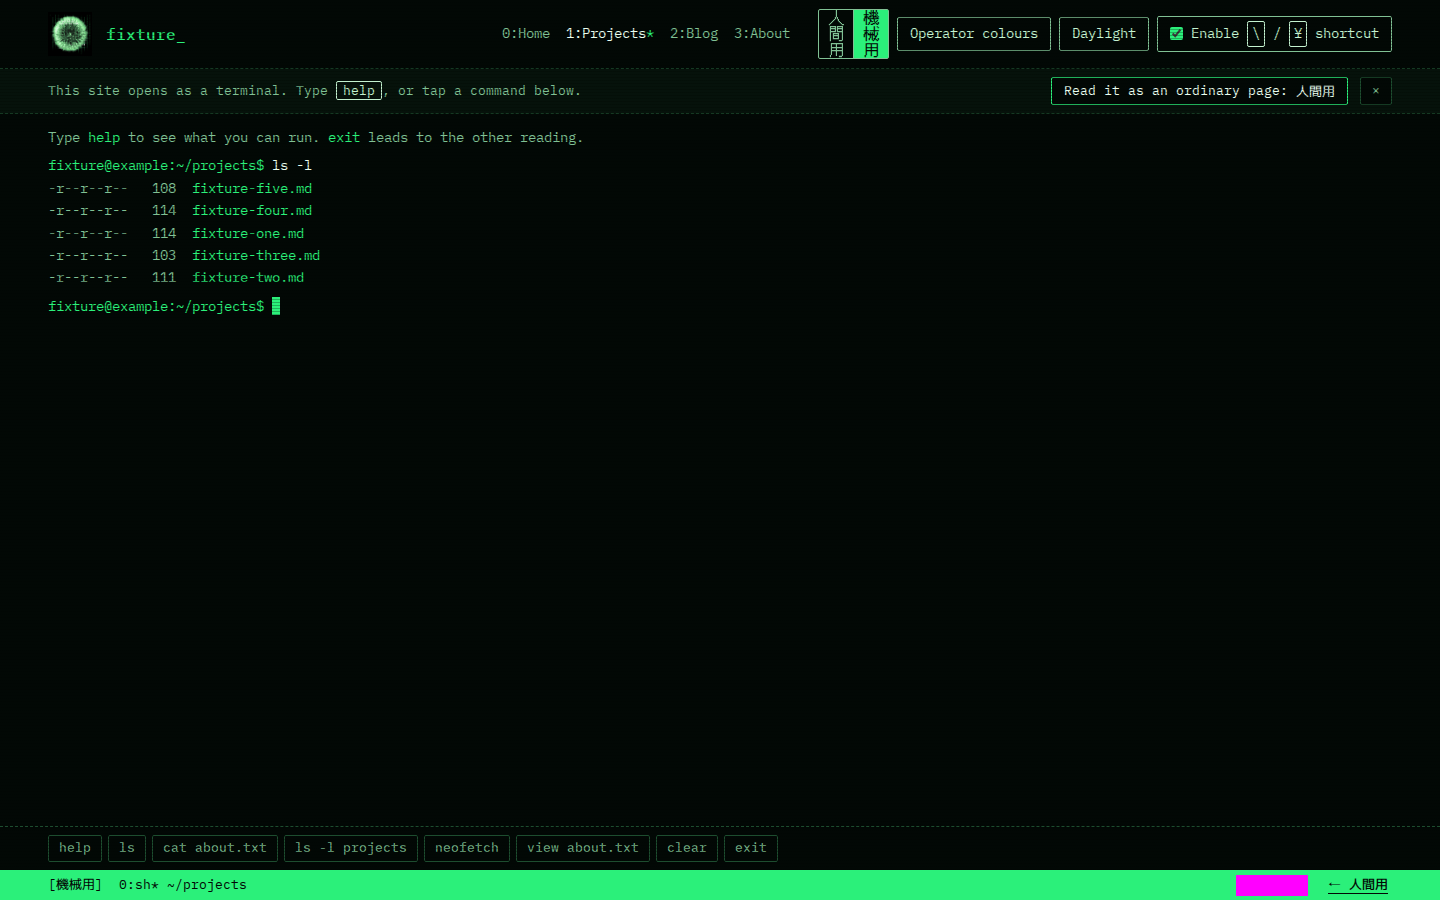 fixture_
0:Home 1:Projects* 2:Blog 3:About
人間用
機械用
Operator colours
Daylight
Enable \ / ¥ shortcut
This site opens as a terminal. Type help, or tap a command below.
Read it as an ordinary page: 人間用
×
Type help to see what you can run. exit leads to the other reading.
fixture@example:~/projects$ ls -l
-r--r--r-- 108 fixture-five.md
-r--r--r-- 114 fixture-four.md
-r--r--r-- 114 fixture-one.md
-r--r--r-- 103 fixture-three.md
-r--r--r-- 111 fixture-two.md
fixture@example:~/projects$
help ls cat about.txt ls -l projects neofetch view about.txt clear exit
[機械用] 0:sh* ~/projects
← 人間用